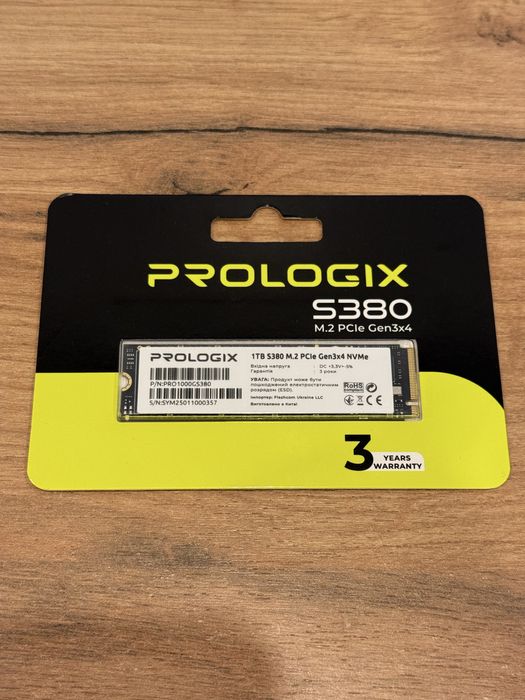 PROLOGIX
S380
M.2 PCIe Gen3x4
PROLOGIX
P/N:PRO1000GS380
S/N:SYM25011000357
1TB S380 M.2 PCIe Gen3x4 NVMe
Вхідна напруга : DC +3,3V+-5%
Гарантія : 3 роки
УВАГА: Продукт може бути
пошкоджений електростатичним
розрядом (ESD).
Імпортер: Flashcom Ukraine LLC
Виготовлено в Китаї
RoHS
3 YEARS
WARRANTY